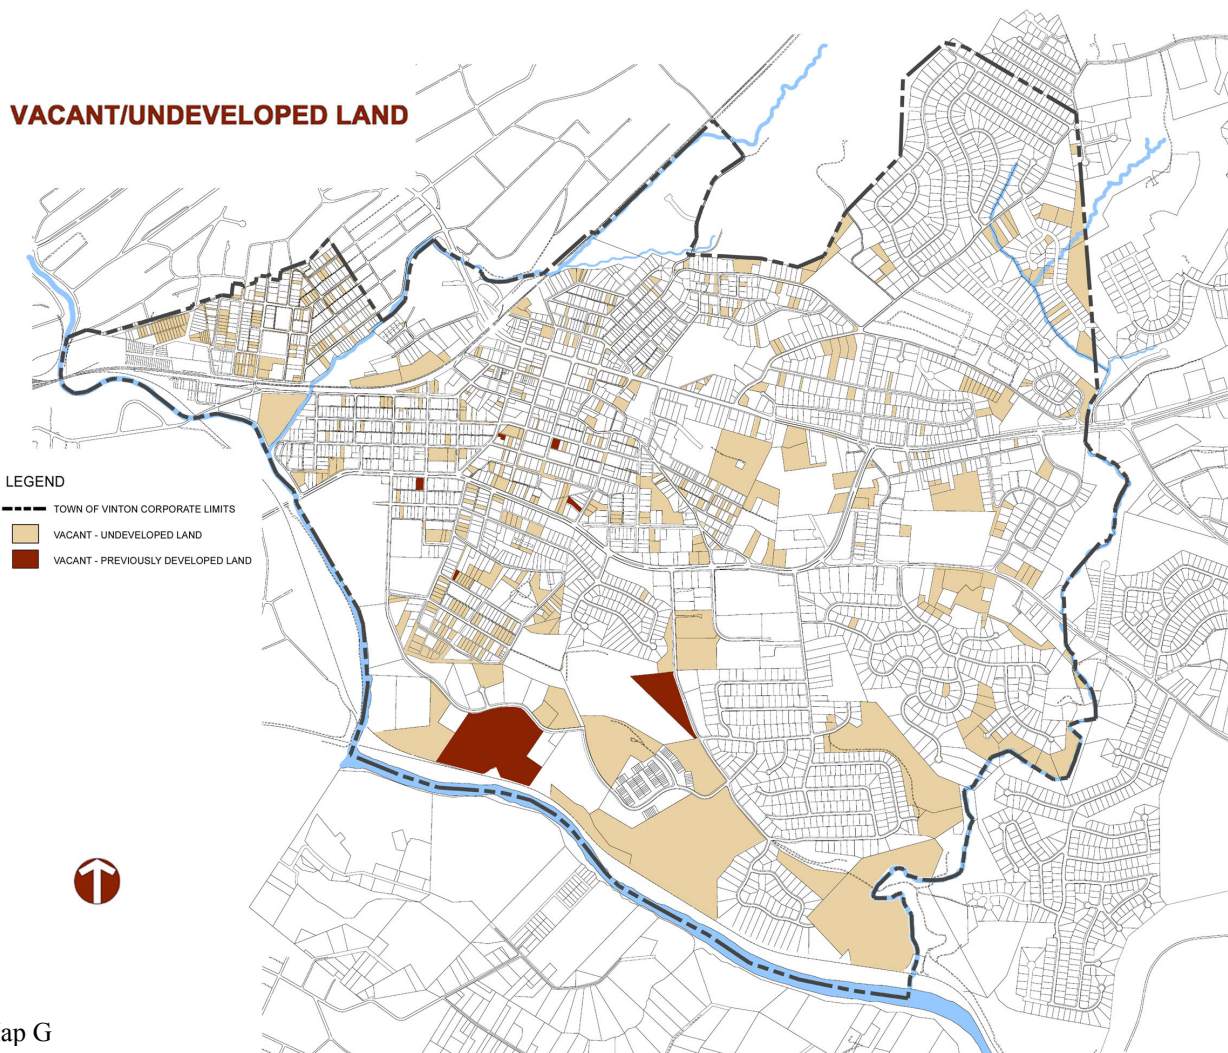 VACANT/UNDEVELOPED LAND
LEGEND
TOWN OF VINTON CORPORATE LIMITS
VACANT - UNDEVELOPED LAND
VACANT - PREVIOUSLY DEVELOPED LAND
ap G